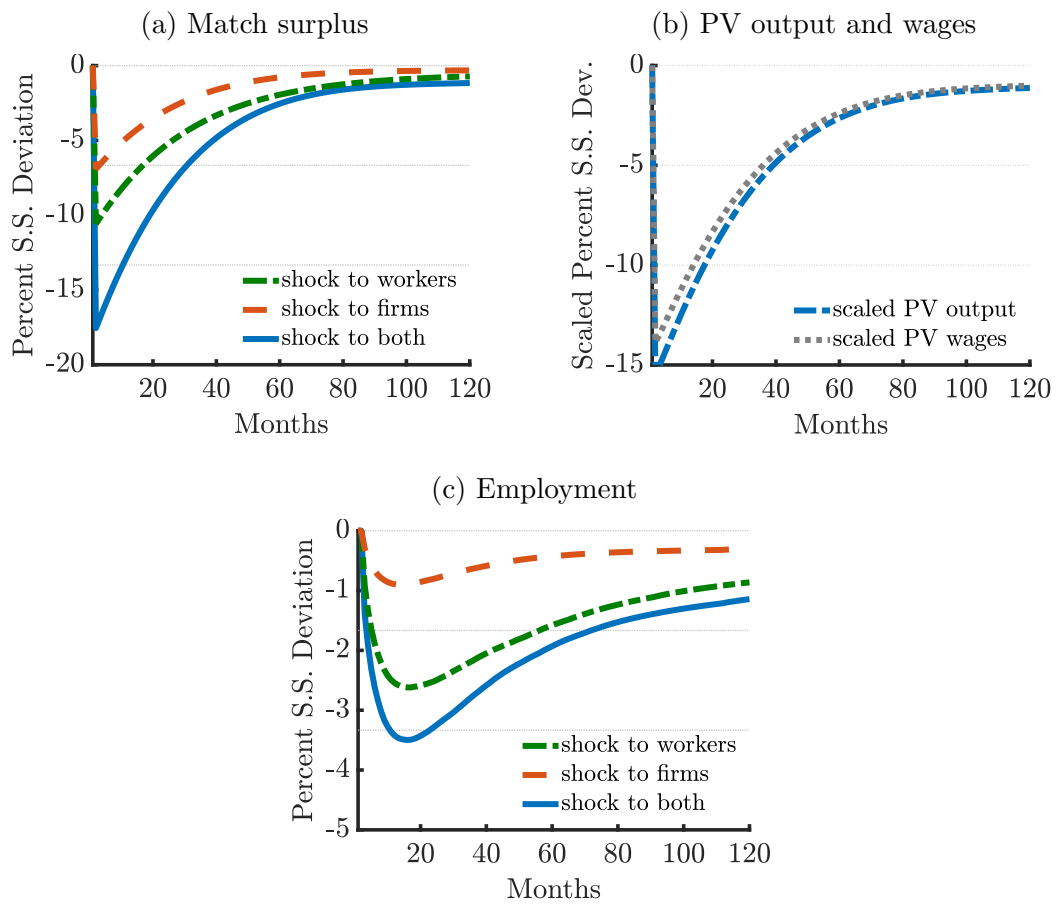 (a) Match surplus
Percent S.S. Deviation
0
-5
-10
-15
-20
20 40 60 80 100 120
Months
shock to workers
shock to firms
shock to both
(b) PV output and wages
Scaled Percent S.S. Dev.
0
-5
-10
-15
20 40 60 80 100 120
Months
scaled PV output
scaled PV wages
(c) Employment
Percent S.S. Deviation
0
-1
-2
-3
-4
-5
20 40 60 80 100 120
Months
shock to workers
shock to firms
shock to both